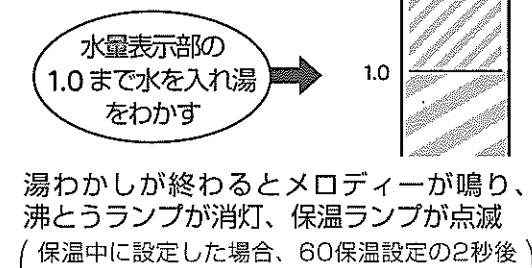 水量表示部の
1.0まで水を入れ湯
をわかす
1.0
湯わかしが終わるとメロディーが鳴り、
沸とうランプが消灯、保温ランプが点滅
(保温中に設定した場合、60保温設定の2秒後)